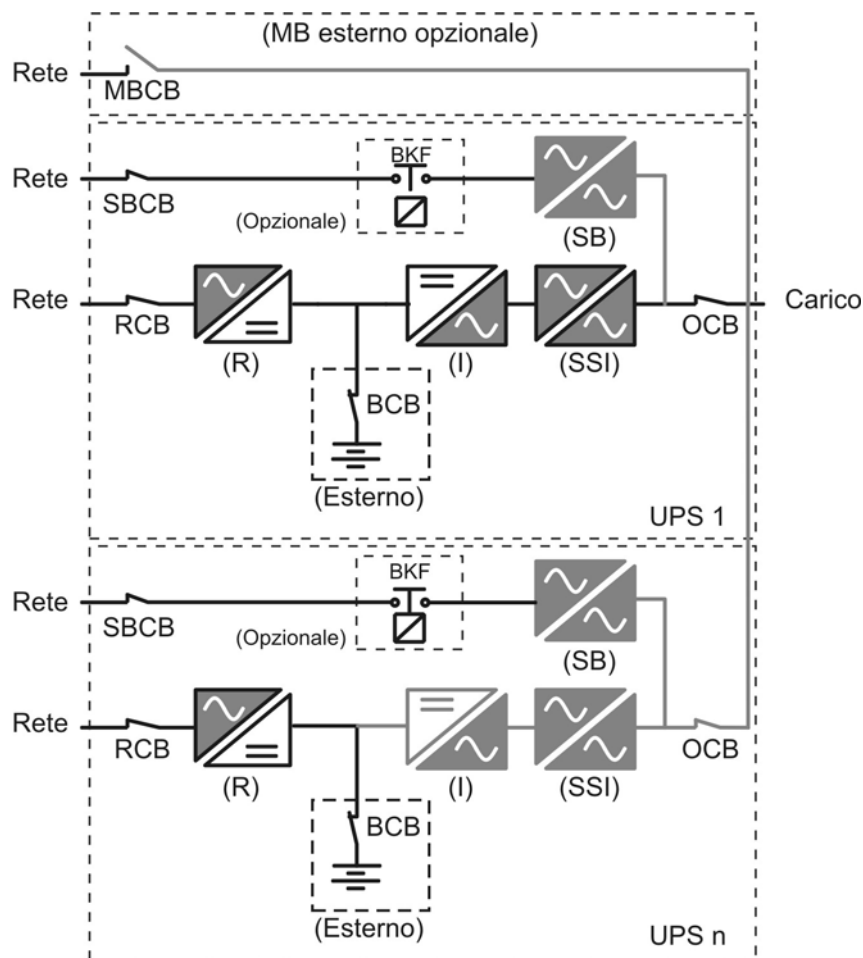 (MB esterno opzionale)
Rete
MBCB
BKF
Rete
SBCB
(Opzionale)
(SB)
Rete
Carico
RCB
OCB
(R)
(I)
(SSI)
BCB
(Esterno)
UPS 1
BKF
Rete
SBCB
(Opzionale)
(SB)
Rete
RCB
OCB
(R)
(I)
(SSI)
BCB
(Esterno)
UPS n